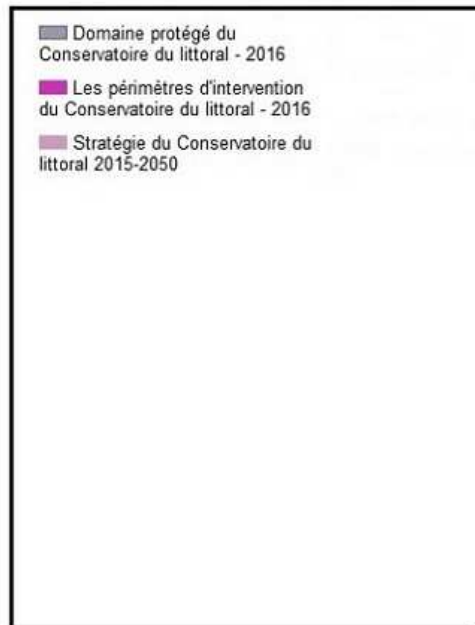 Domaine protégé du
Conservatoire du littoral - 2016
Les périmètres d'intervention
du Conservatoire du littoral - 2016
Stratégie du Conservatoire du
littoral 2015-2050